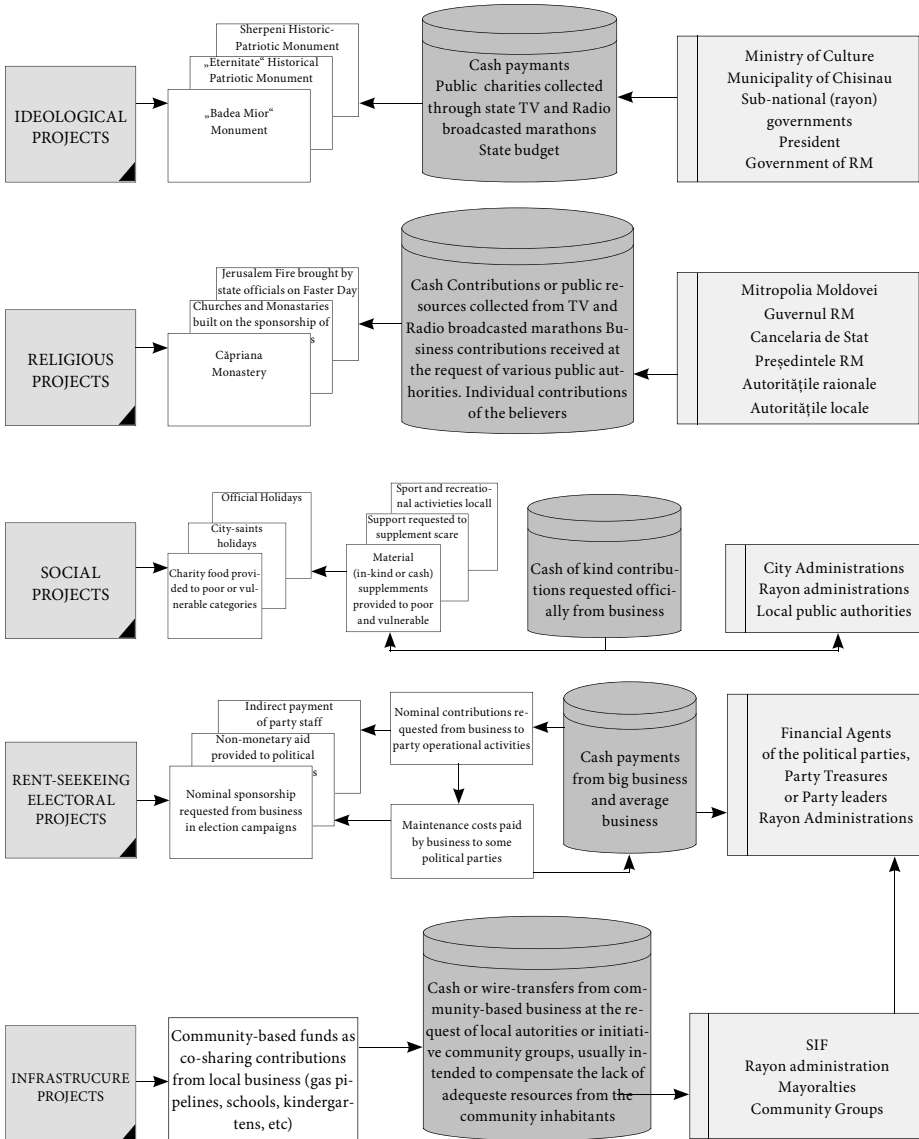 IDEOLOGICAL
PROJECTS
Sherpeni Historic-
Patriotic Monument
„Eternitate“ Historical
Patriotic Monument
„Badea Mior“
Monument
Cash paymants
Public charities collected
through state TV and Radio
broadcasted marathons
State budget
Ministry of Culture
Municipality of Chisinau
Sub-national (rayon)
governments
President
Government of RM
RELIGIOUS
PROJECTS
Jerusalem Fire brought by
state officials on Faster Day
Churches and Monastaries
built on the sponsorship of
s
Căpriana
Monastery
Cash Contributions or public re-
sources collected from TV and
Radio broadcasted marathons Bu-
siness contributions received at
the request of various public aut-
horities. Individual contributions
of the believers
Mitropolia Moldovei
Guvernul RM
Cancelaria de Stat
Președintele RM
Autoritățile raionale
Autoritățile locale
SOCIAL
PROJECTS
Official Holidays
City-saints
holidays
Charity food provi-
ded to poor or vul-
nerable categories
Sport and recreatio-
nal activieties locall
Support requested to
supplement scare
Material
(in-kind or cash)
supplemments
provided to poor
and vulnerable
Cash of kind contribu-
tions requested offici-
ally from business
City Administrations
Rayon administrations
Local public authorities
RENT-SEEKEING
ELECTORAL
PROJECTS
Indirect payment
of party staff
Non-monetary aid
provided to political
s
Nominal sponsorship
requested from business
in election campaigns
Nominal contributions re-
quested from business to
party operational activities
Maintenance costs paid
by business to some
political parties
Cash payments
from big business
and average
business
Financial Agents
of the political parties,
Party Treasures
or Party leaders
Rayon Administrations
INFRASTRUCURE
PROJECTS
Community-based funds as
co-sharing contributions
from local business (gas pi-
pelines, schools, kindergar-
tens, etc)
Cash or wire-transfers from com-
munity-based business at the re-
quest of local autorities or initiati-
ve community groups, usually in-
tended to compensate the lack of
adequeste resources from the
community inhabitants
SIF
Rayon administration
Mayoralties
Community Groups